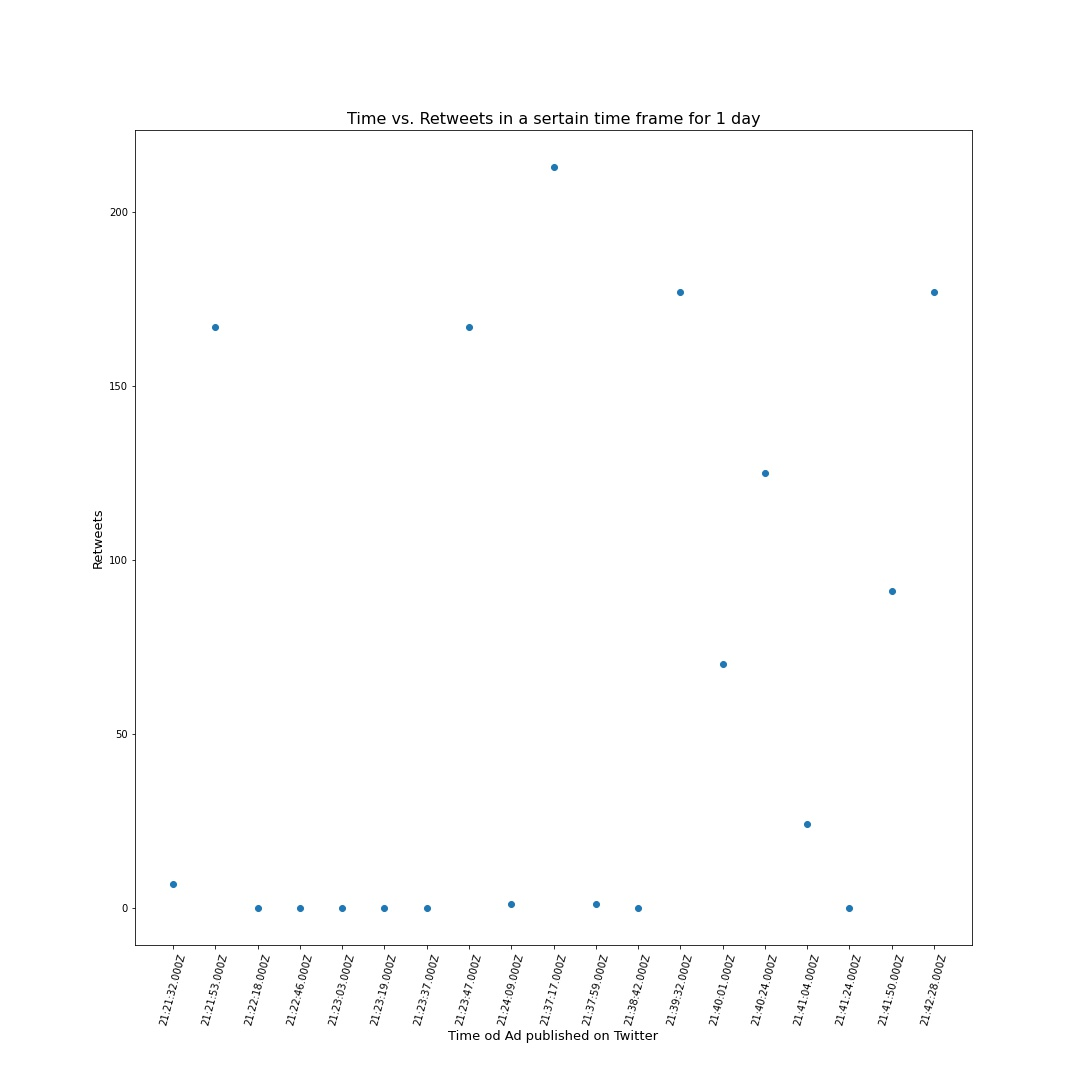 Time vs. Retweets in a sertain time frame for 1 day
Retweets
200
150
100
50
0
21:21:32.000Z
21:21:53.000Z
21:22:18.000Z
21:22:46.000Z
21:23:03.000Z
21:23:19.000Z
21:23:37.000Z
21:23:47.000Z
21:24:09.000Z
21:37:17.000Z
21:37:59.000Z
21:38:42.000Z
21:39:32.000Z
21:40:01.000Z
21:40:24.000Z
21:41:04.000Z
21:41:24.000Z
21:41:50.000Z
21:42:28.000Z
Time od Ad published on Twitter